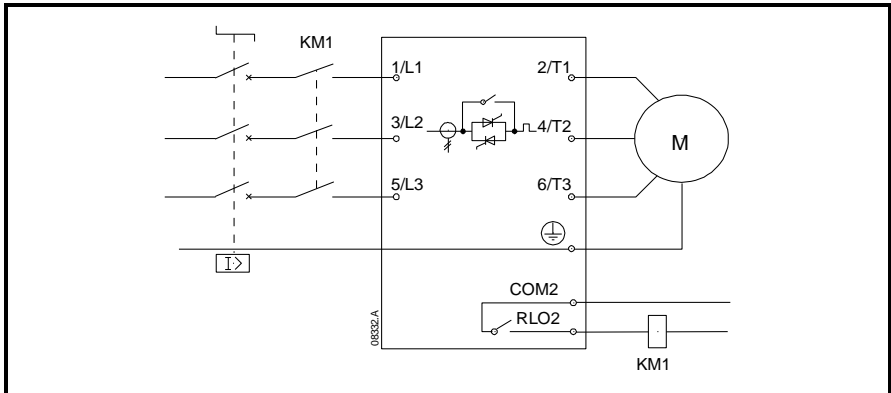 KM1
1/L1
2/T1
3/L2
4/T2
M
5/L3
6/T3
I>
COM2
RLO2
08332.A
KM1